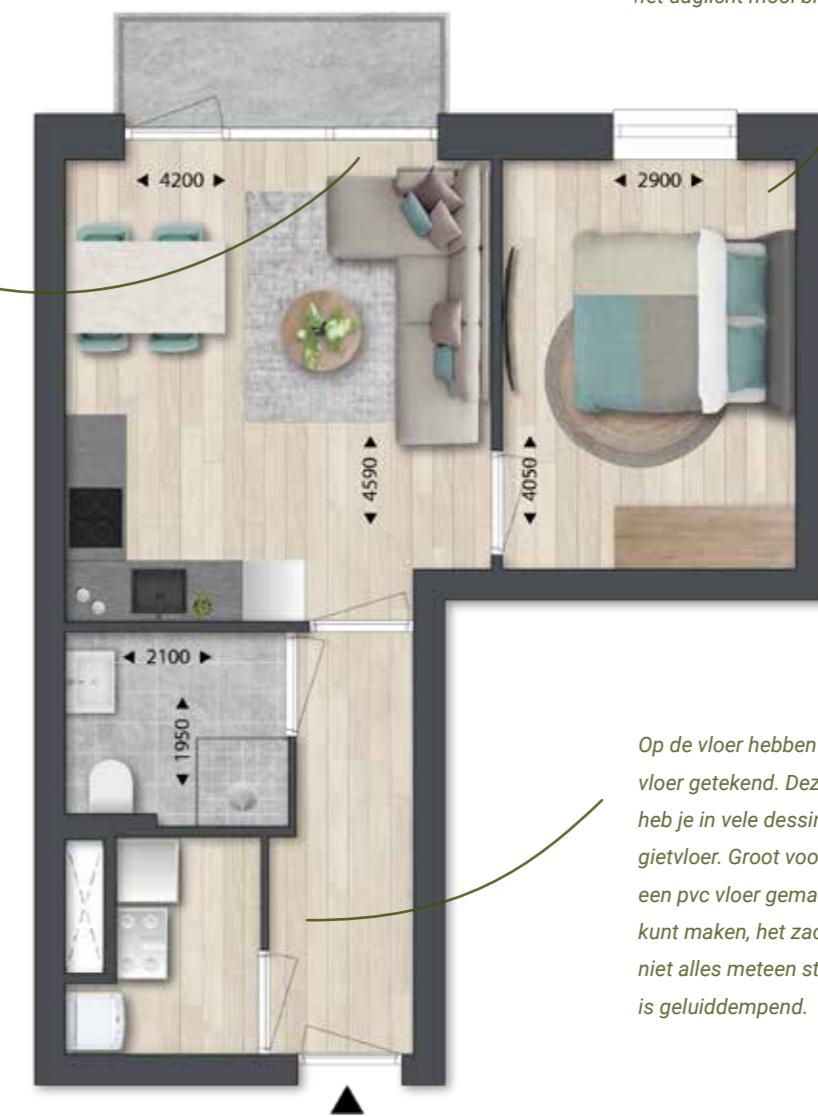 4200
2900
4590
4050
2100
1950
Op de vloer hebben
vloer getekend. Dez
heb je in vele dessin
gietvloer. Groot voo
een pvc vloer gema
kunt maken, het zac
niet alles meteen st
is geluiddempend.